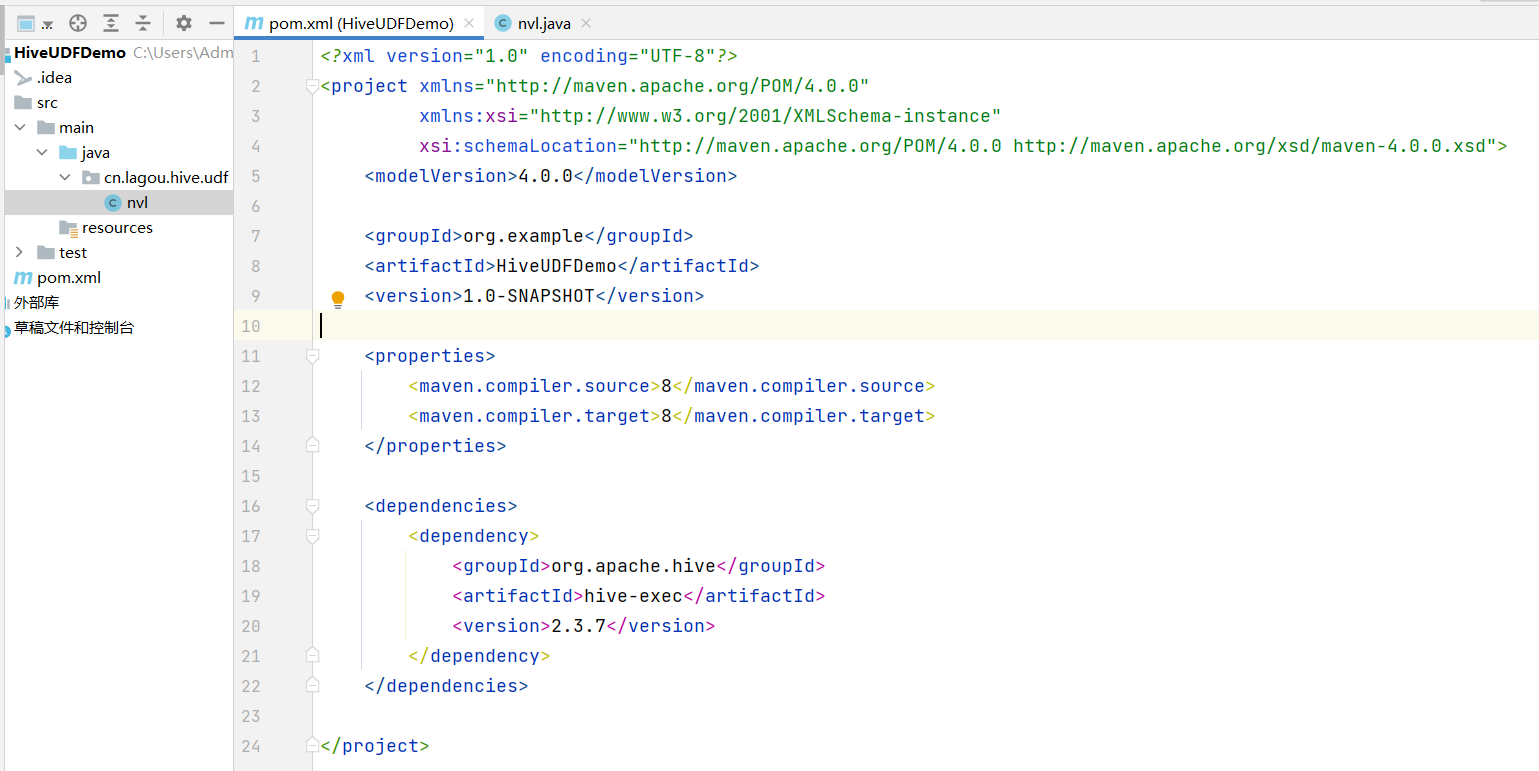 pom.xml (HiveUDFDemo)
nvl.java
HiveUDFDemo C:\Users\Adm
.idea
src
main
java
cn.lagou.hive.udf
nvl
resources
test
pom.xml
外部库
草稿文件和控制台
1 <?xml version="1.0" encoding="UTF-8"?>
2 <project xmlns="http://maven.apache.org/POM/4.0.0"
3 xmlns:xsi="http://www.w3.org/2001/XMLSchema-instance"
4 xsi:schemaLocation="http://maven.apache.org/POM/4.0.0 http://maven.apache.org/xsd/maven-4.0.0.xsd">
5 <modelVersion>4.0.0</modelVersion>
6
7 <groupId>org.example</groupId>
8 <artifactId>HiveUDFDemo</artifactId>
9 <version>1.0-SNAPSHOT</version>
10
11 <properties>
12 <maven.compiler.source>8</maven.compiler.source>
13 <maven.compiler.target>8</maven.compiler.target>
14 </properties>
15
16 <dependencies>
17 <dependency>
18 <groupId>org.apache.hive</groupId>
19 <artifactId>hive-exec</artifactId>
20 <version>2.3.7</version>
21 </dependency>
22 </dependencies>
23
24 </project>